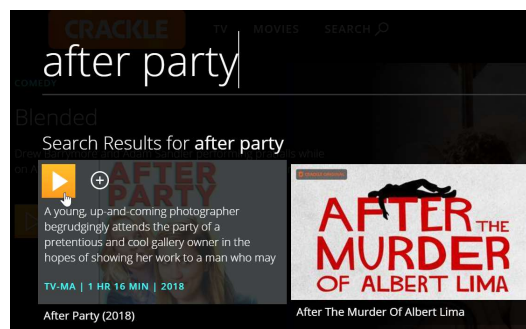 CRACKLE
TV MOVIES SEARCH
after party
COMEDY
Blended
Search Results for after party
AFTER
PARTY
A young, up-and-coming photographer
begrudgingly attends the party of a
pretentious and cool gallery owner in the
hopes of showing her work to a man who may
TV-MA | 1 HR 16 MIN | 2018
After Party (2018)
AFTER THE
MURDER
OF ALBERT LIMA
After The Murder Of Albert Lima